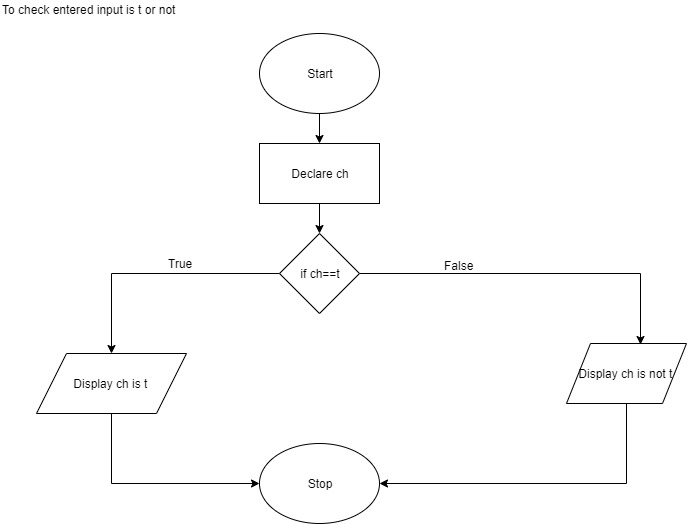 To check entered input is t or not
Start
Declare ch
if ch==t
True
False
Display ch is t
Display ch is not t
Stop